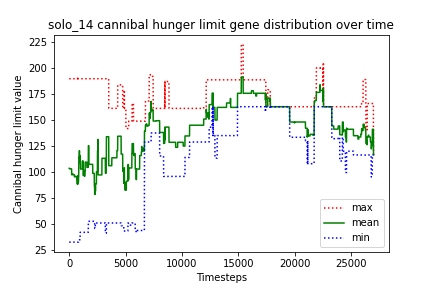 solo_14 cannibal hunger limit gene distribution over time
Cannibal hunger limit value
225
200
175
150
125
100
75
50
25
0
5000
10000
15000
20000
25000
Timesteps
max
mean
min